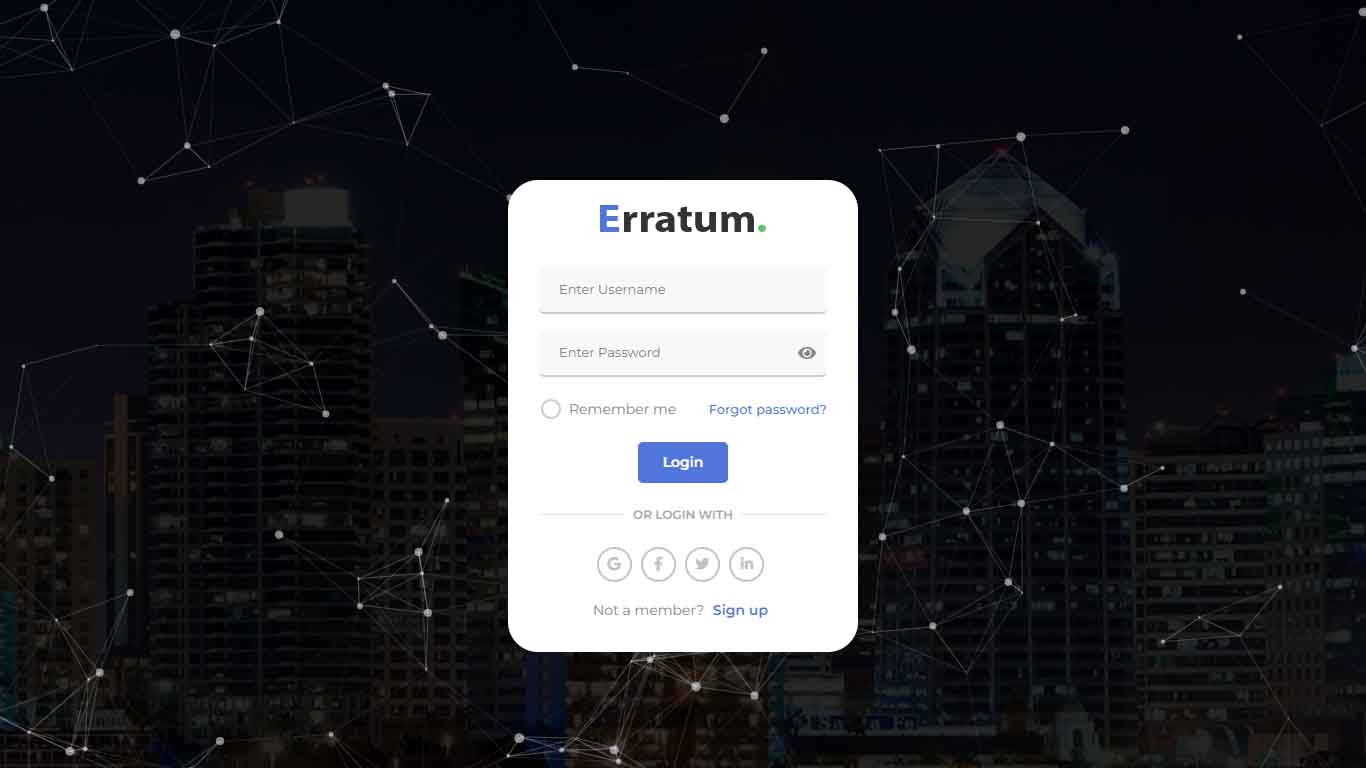 Erratum.
Enter Username
Enter Password
Remember me Forgot password?
Login
OR LOGIN WITH
Not a member? Sign up